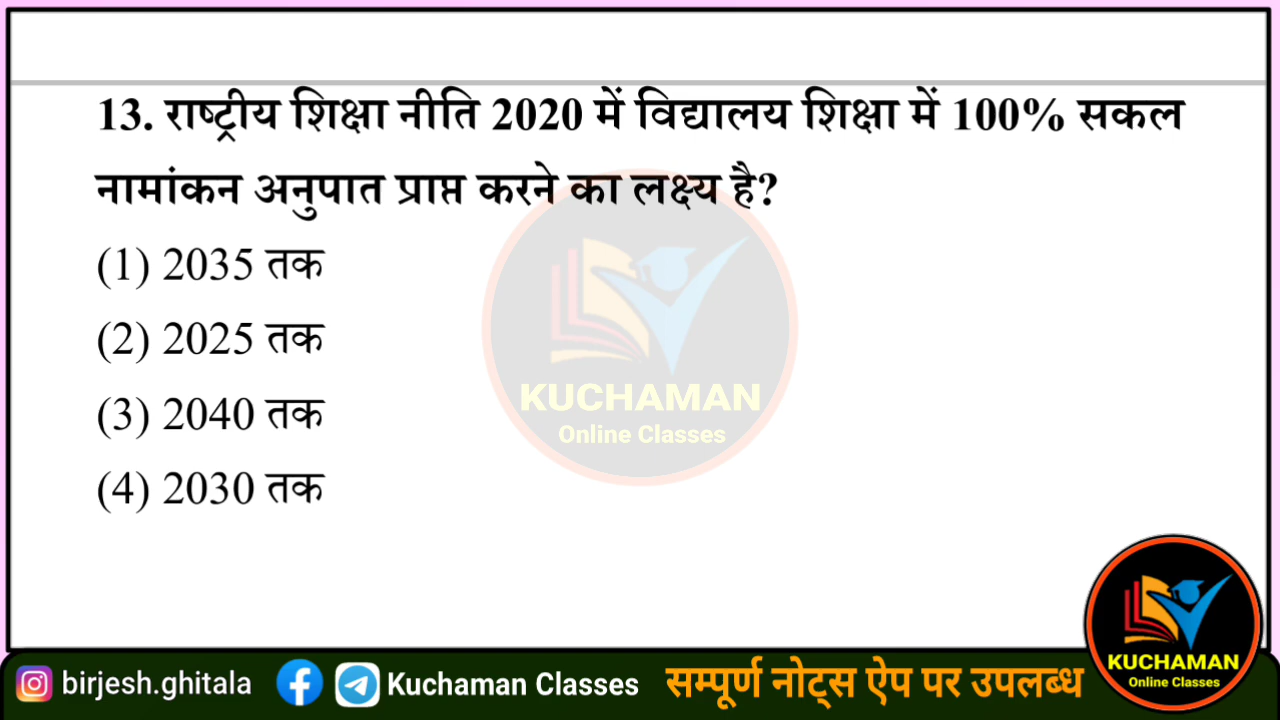 13. राष्ट्रीय शिक्षा नीति 2020 में विद्यालय शिक्षा में 100% सकल
नामांकन अनुपात प्राप्त करने का लक्ष्य है?
(1) 2035 तक
(2) 2025 तक
(3) 2040 तक
(4) 2030 तक
KUCHAMAN
Online Classes
KUCHAMAN
Online Classes
birjesh.ghitala
Kuchaman Classes
सम्पूर्ण नोट्स ऐप पर उपलब्ध